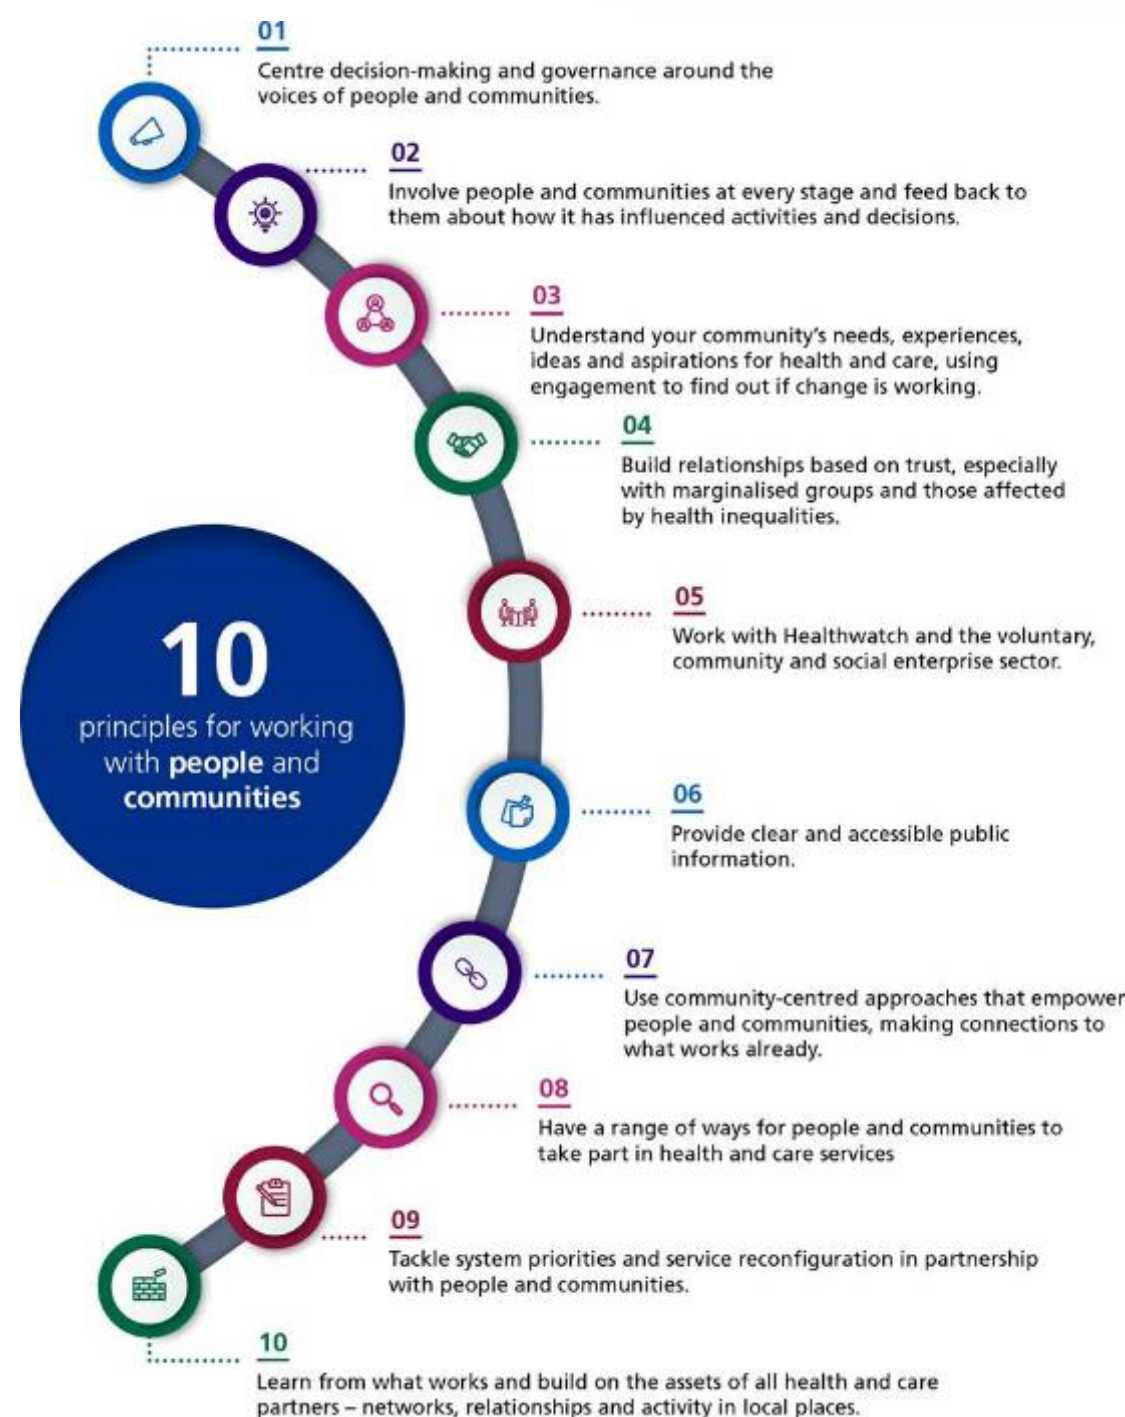 01
Centre decision-making and governance around the
voices of people and communities.
02
Involve people and communities at every stage and feed back to
them about how it has influenced activities and decisions.
03
Understand your community’s needs, experiences,
ideas and aspirations for health and care, using
engagement to find out if change is working.
04
Build relationships based on trust, especially
with marginalised groups and those affected
by health inequalities.
10
principles for working
with people and
communities
05
Work with Healthwatch and the voluntary,
community and social enterprise sector.
06
Provide clear and accessible public
information.
07
Use community-centred approaches that empower
people and communities, making connections to
what works already.
08
Have a range of ways for people and communities to
take part in health and care services
09
Tackle system priorities and service reconfiguration in partnership
with people and communities.
10
Learn from what works and build on the assets of all health and care
partners – networks, relationships and activity in local places.